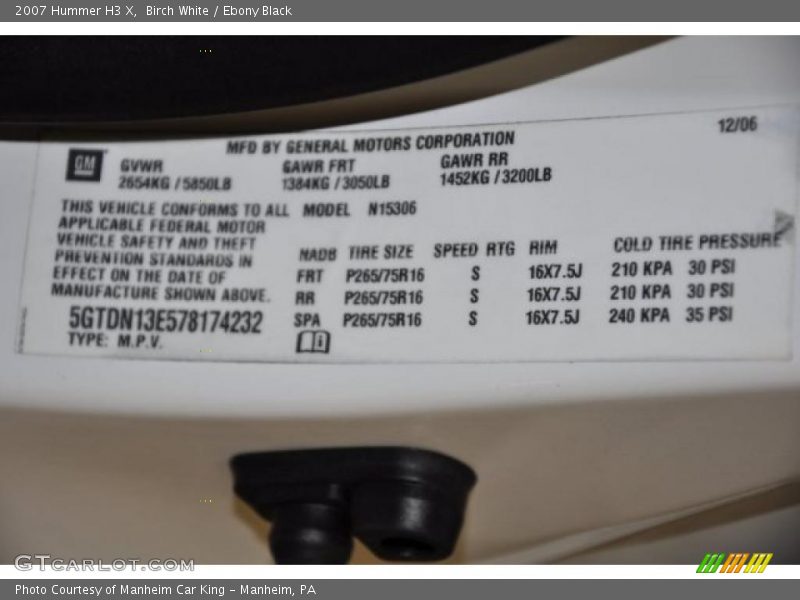 2007 Hummer H3 X, Birch White / Ebony Black
12/06
MFD BY GENERAL MOTORS CORPORATION
GM
GVWR GAWR FRT GAWR RR
2654KG / 5850LB 1384KG / 3050LB 1452KG / 3200LB
THIS VEHICLE CONFORMS TO ALL MODEL N15306
APPLICABLE FEDERAL MOTOR
VEHICLE SAFETY AND THEFT
PREVENTION STANDARDS IN
EFFECT ON THE DATE OF
MANUFACTURE SHOWN ABOVE.
5GTDN13E578174232
TYPE: M.P.V.
NADB TIRE SIZE SPEED RTG RIM COLD TIRE PRESSURE
FRT P265/75R16 S 16X7.5J 210 KPA 30 PSI
RR P265/75R16 S 16X7.5J 210 KPA 30 PSI
SPA P265/75R16 S 16X7.5J 240 KPA 35 PSI
GTCARLOT.COM
Photo Courtesy of Manheim Car King - Manheim, PA